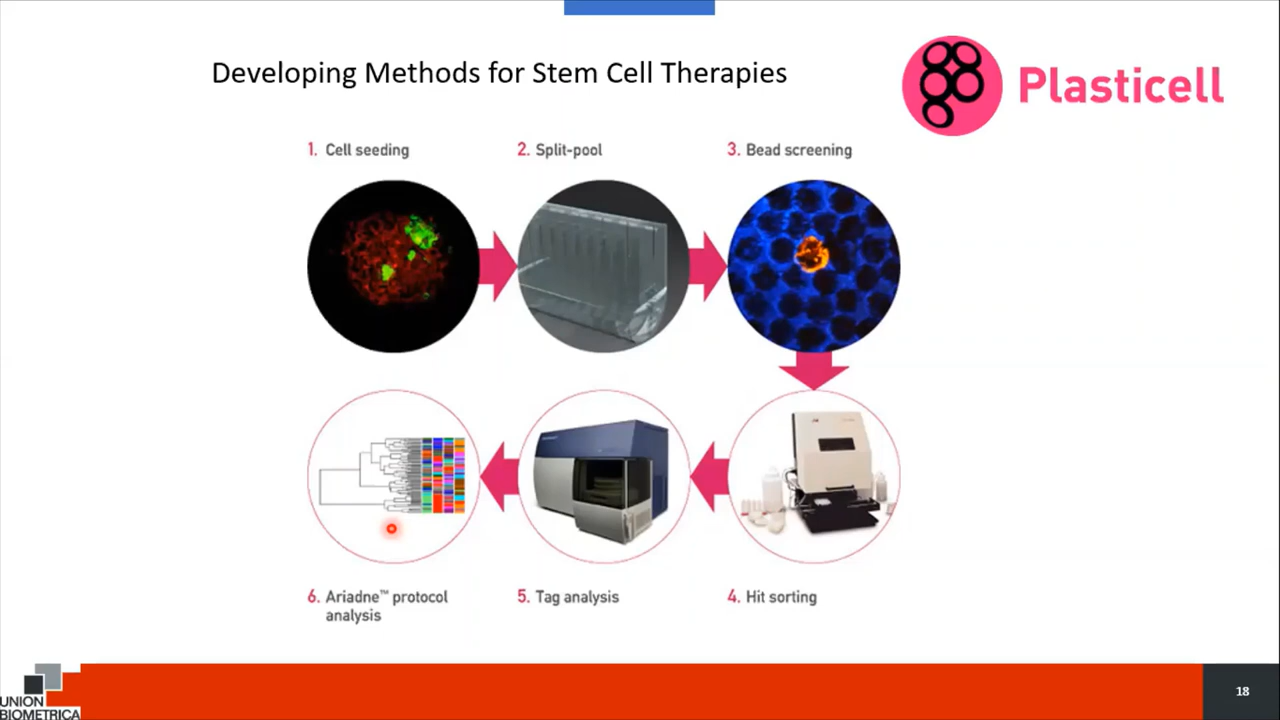 Developing Methods for Stem Cell Therapies
Plasticell
1. Cell seeding
2. Split-pool
3. Bead screening
6. Ariadne™ protocol
analysis
5. Tag analysis
4. Hit sorting
UNION
BIOMETRICA
18